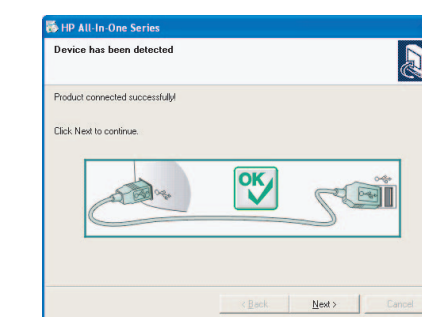 HP All-In-One Series
Device has been detected
Product connected successfully!
Click Next to continue.
OK
< Back Next > Cancel